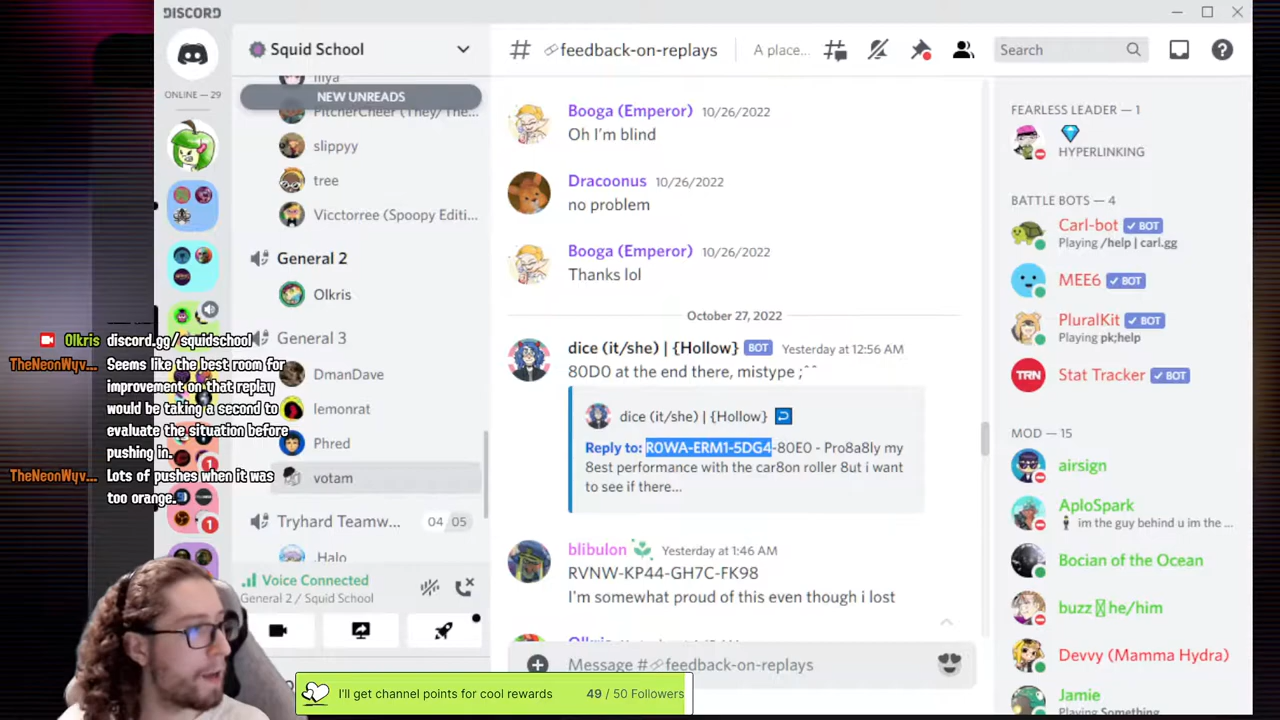 DISCORD
ONLINE — 29
Squid School
NEW UNREADS
PitcherCheer (They/ The...
slippyy
tree
Vicctorree (Spoopy Editi...
General 2
Olkris
General 3
DmanDave
lemonrat
Phred
votam
Tryhard Teamw... 04 / 05
Halo
Voice Connected
General 2 / Squid School
# feedback-on-replays
A place...
Search
Booga (Emperor) 10/26/2022
Oh I'm blind
Dracoonus 10/26/2022
no problem
Booga (Emperor) 10/26/2022
Thanks lol
October 27, 2022
dice (it/she) | {Hollow} BOT Yesterday at 12:56 AM
80D0 at the end there, mistype ;^^
dice (it/she) | {Hollow}
Reply to: R0WA-ERM1-5DG4-80E0 - Pro8a8ly my
8est performance with the car8on roller 8ut i want
to see if there...
blibulon Yesterday at 1:46 AM
RVNW-KP44-GH7C-FK98
I'm somewhat proud of this even though i lost
Message # feedback-on-replays
FEARLESS LEADER — 1
HYPERLINKING
BATTLE BOTS — 4
Carl-bot BOT
Playing /help | carl.gg
MEE6 BOT
PluralKit BOT
Playing pk;help
TRN
Stat Tracker BOT
MOD — 15
airsign
AploSpark
im the guy behind u im the ...
Bocian of the Ocean
buzz he/him
Devvy (Mamma Hydra)
Jamie
Playing Something
1
1
Olkris discord.gg/squidschool
TheNeonWyv... Seems like the best room for
improvement on that replay
would be taking a second to
evaluate the situation before
pushing in.
TheNeonWyv... Lots of pushes when it was
too orange.
I'll get channel points for cool rewards 49 / 50 Followers